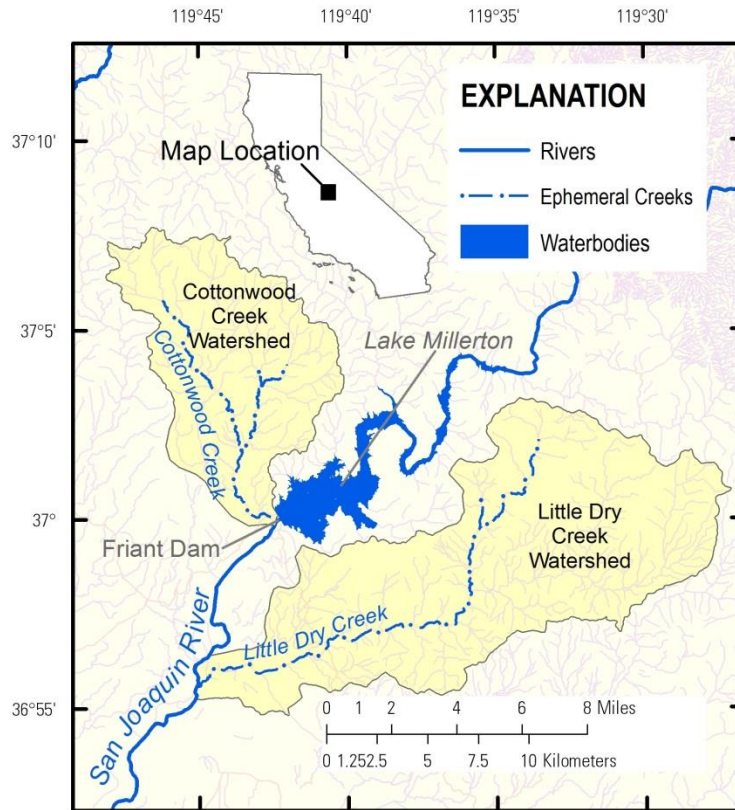 119°45' 119°40' 119°35' 119°30'
37°10'
37°5'
37°
36°55'
EXPLANATION
Rivers
Ephemeral Creeks
Waterbodies
Map Location
Cottonwood
Creek
Watershed
Cottonwood Creek
Lake Millerton
Friant Dam
Little Dry
Creek
Watershed
Little Dry Creek
San Joaquin River
0 1 2 4 6 8 Miles
0 1.252.5 5 7.5 10 Kilometers